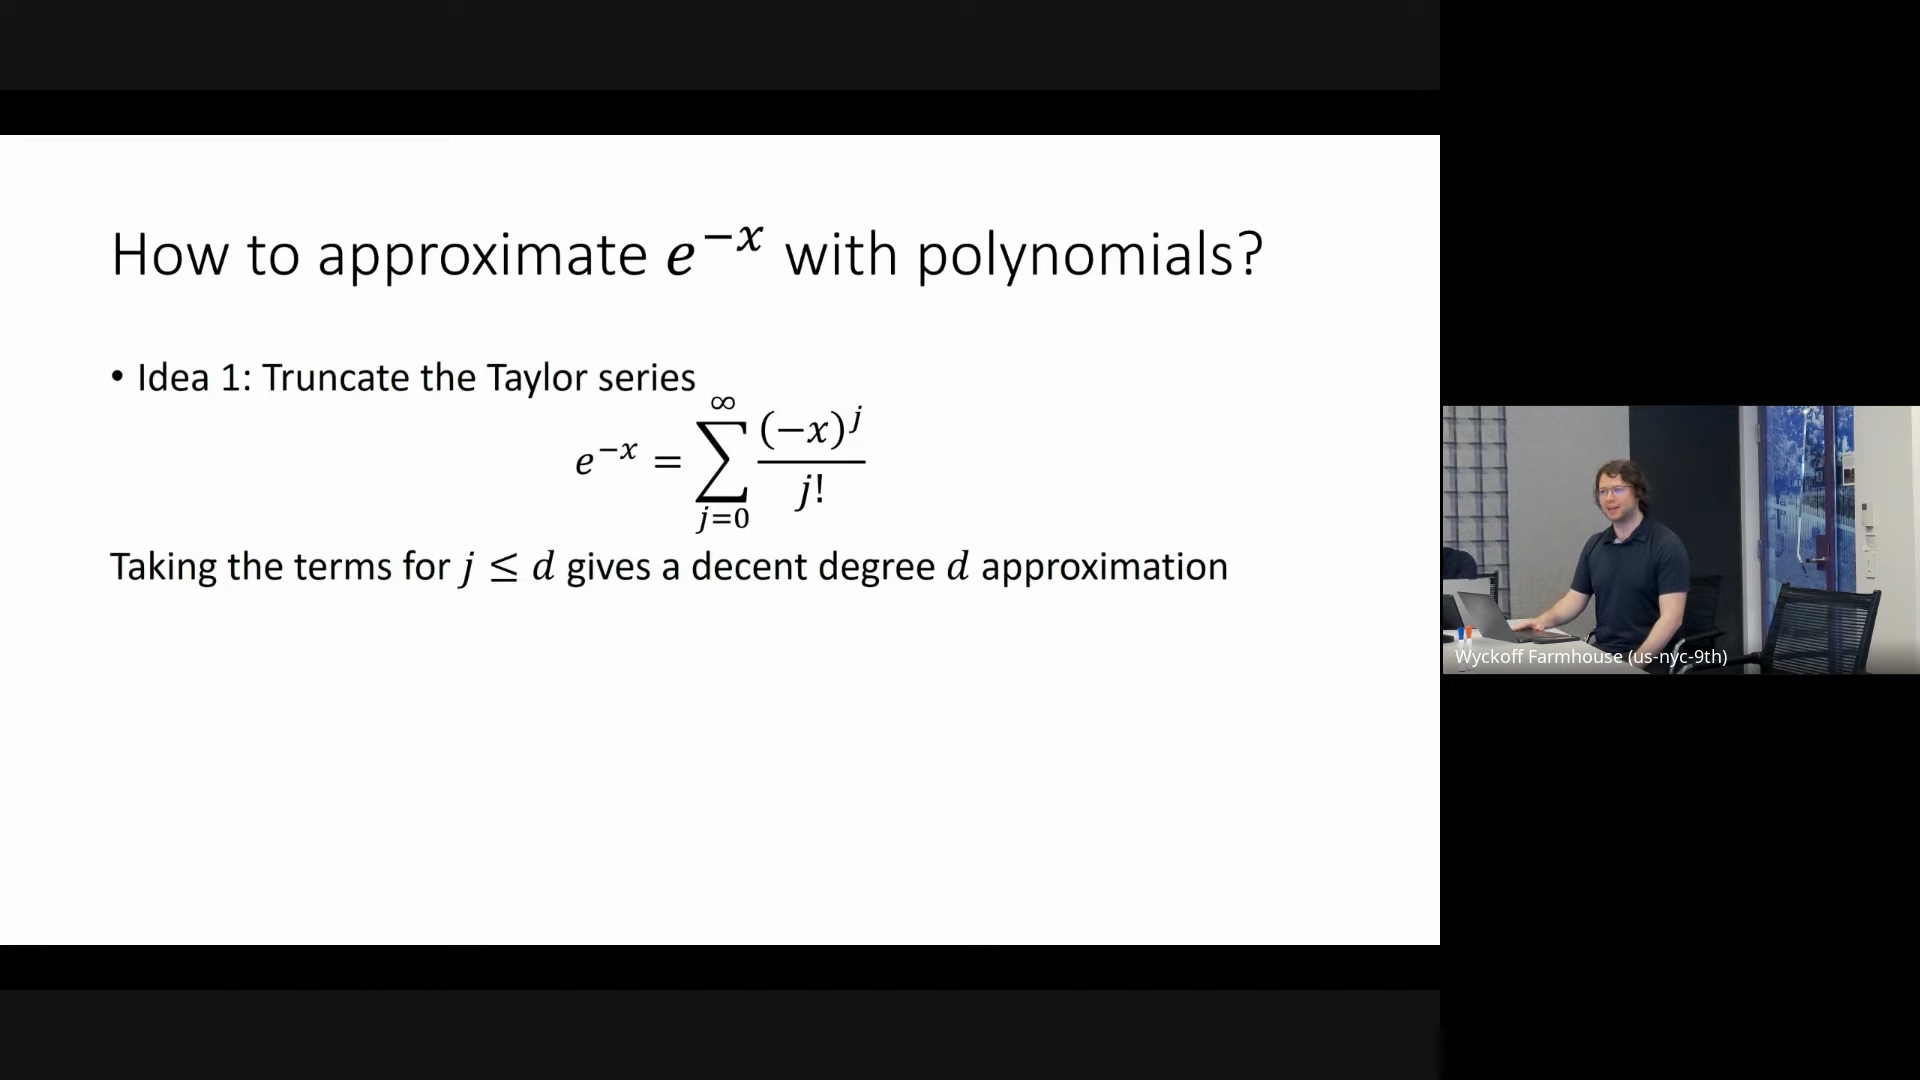 How to approximate e^{−x} with polynomials?
• Idea 1: Truncate the Taylor series
e^{−x} = ∑_{j=0}^{∞} (−x)^j / j!
Taking the terms for j ≤ d gives a decent degree d approximation
Wyckoff Farmhouse (us-nyc-9th)